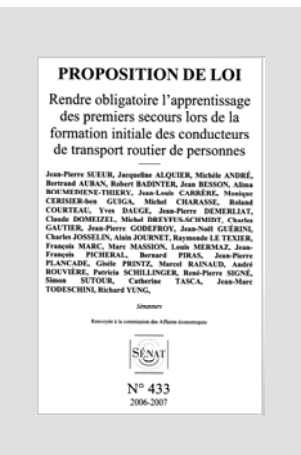 PROPOSITION DE LOI
Rendre obligatoire l'apprentissage
des premiers secours lors de la
formation initiale des conducteurs
de transport routier de personnes
Jean-Pierre SUEUR, Jacqueline ALQUIER, Michèle ANDRÉ,
Bertrand AUBAN, Robert BADINTER, Jean BESSON, Alima
BOUMEDIENE-THIERY, Jean-Louis CARRÈRE, Monique
CERISIER-ben GUIGA, Michel CHARASSE, Roland
COURTEAU, Yves DAUGE, Jean-Pierre DEMERLIAT,
Claude DOMEIZEL, Michel DREYFUS-SCHMIDT, Charles
GAUTIER, Jean-Pierre GODEFROY, Jean-Noël GUÉRINI,
Charles JOSSELIN, Alain JOURNET, Raymonde LE TEXIER,
François MARC, Marc MASSION, Louis MERMAZ, Jean-
François PICHERAL, Bernard PIRAS, Jean-Pierre
PLANCADE, Gisèle PRINTZ, Marcel RAINAUD, André
ROUVIÈRE, Patricia SCHILLINGER, René-Pierre SIGNÉ,
Simon SUTOUR, Catherine TASCA, Jean-Marc
TODESCHINI, Richard YUNG,
Sénateurs
Renvoyée à la commission des Affaires économiques
SÉNAT
N° 433
2006-2007